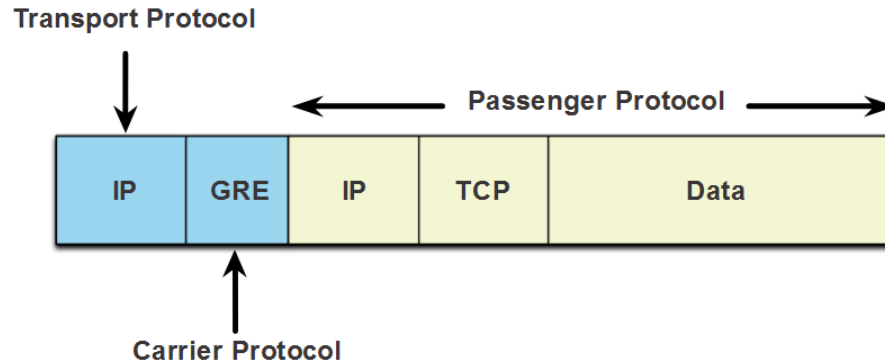 Transport Protocol
Passenger Protocol
IP GRE IP TCP Data
Carrier Protocol